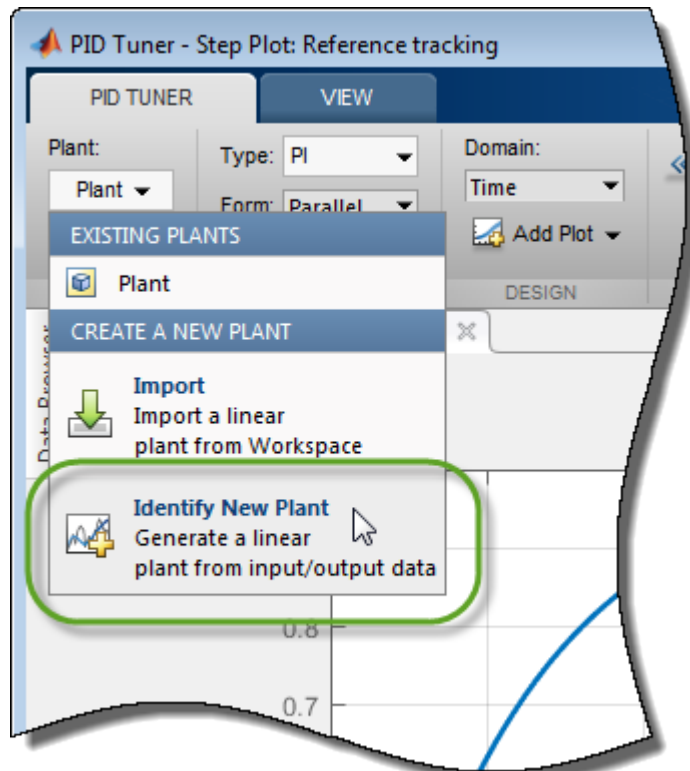 PID Tuner - Step Plot: Reference tracking
PID TUNER VIEW
Plant: Type: PI Domain:
Plant Form: Parallel Time
Add Plot
DESIGN
EXISTING PLANTS
Plant
CREATE A NEW PLANT
Data Browser
Import
Import a linear
plant from Workspace
Identify New Plant
Generate a linear
plant from input/output data
0.8
0.7